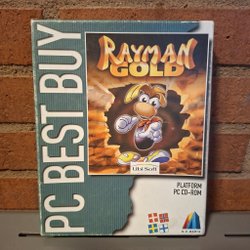 PC BEST BUY
RAYMAN
GOLD
Ubi Soft
PLATFORM
PC CD-ROM